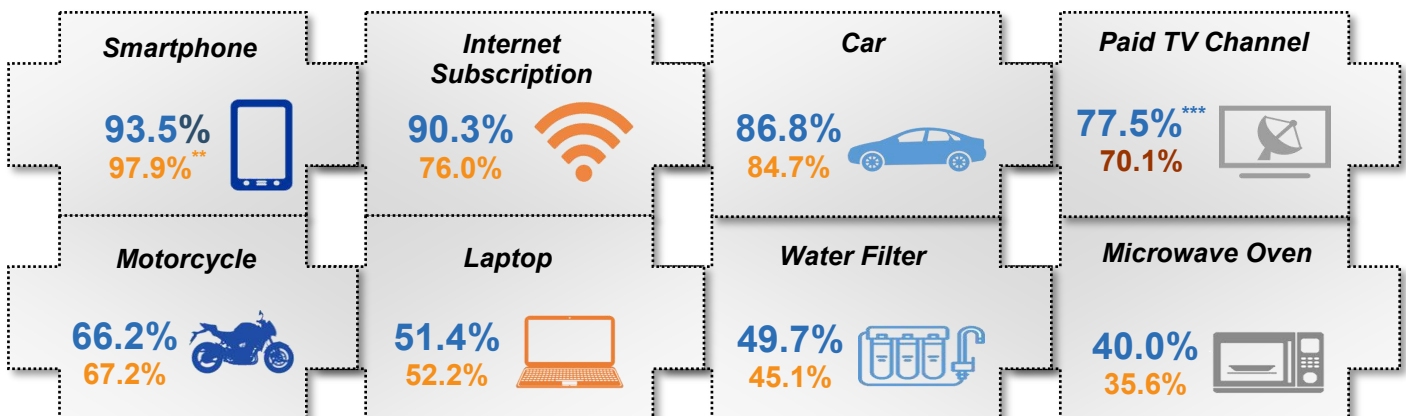 Smartphone
93.5%
97.9%**
Internet
Subscription
90.3%
76.0%
Car
86.8%
84.7%
Paid TV Channel
77.5%***
70.1%
Motorcycle
66.2%
67.2%
Laptop
51.4%
52.2%
Water Filter
49.7%
45.1%
Microwave Oven
40.0%
35.6%